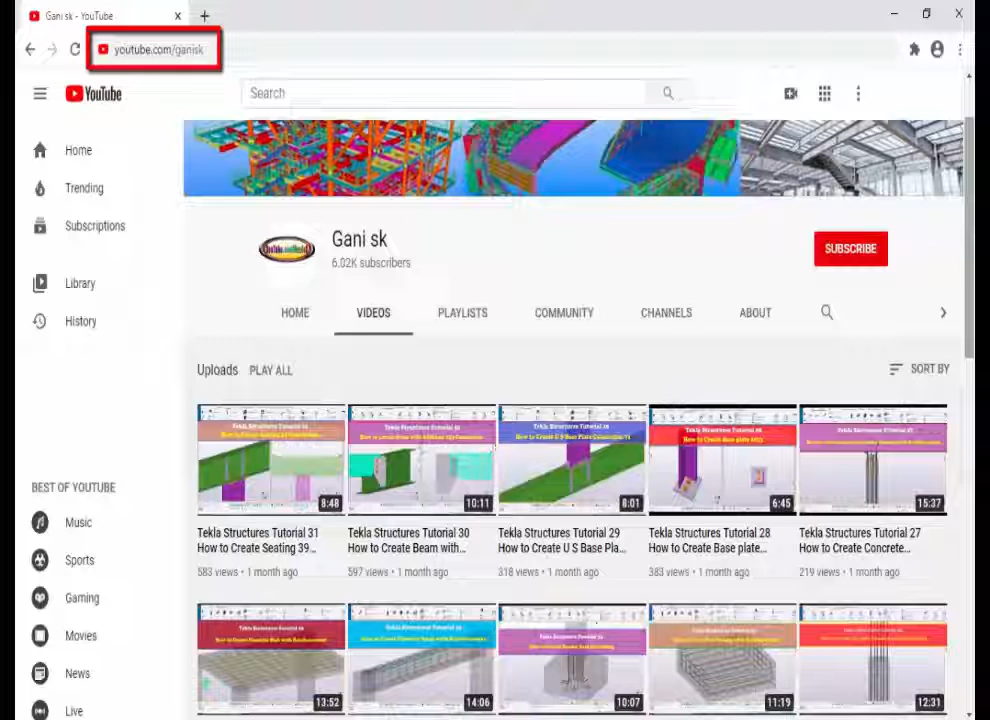 Gani sk - YouTube
youtube.com/ganisk
YouTube
Search
Home
Trending
Subscriptions
Library
History
BEST OF YOUTUBE
Music
Sports
Gaming
Movies
News
Live
Gani sk
6.02K subscribers
SUBSCRIBE
HOME VIDEOS PLAYLISTS COMMUNITY CHANNELS ABOUT
Uploads PLAY ALL SORT BY
8:48 10:11 8:01 6:45 15:37
Tekla Structures Tutorial 31
How to Create Seating 39...
583 views • 1 month ago
Tekla Structures Tutorial 30
How to Create Beam with...
597 views • 1 month ago
Tekla Structures Tutorial 29
How to Create U S Base Pla...
318 views • 1 month ago
Tekla Structures Tutorial 28
How to Create Base plate...
383 views • 1 month ago
Tekla Structures Tutorial 27
How to Create Concrete...
219 views • 1 month ago
13:52 14:06 10:07 11:19 12:31